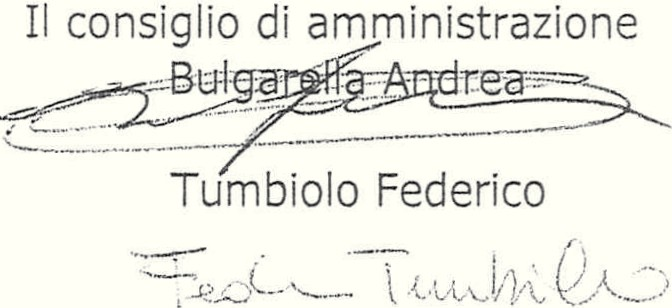 Il consiglio di amministrazione
Bulgarella Andrea
Tumbiolo Federico